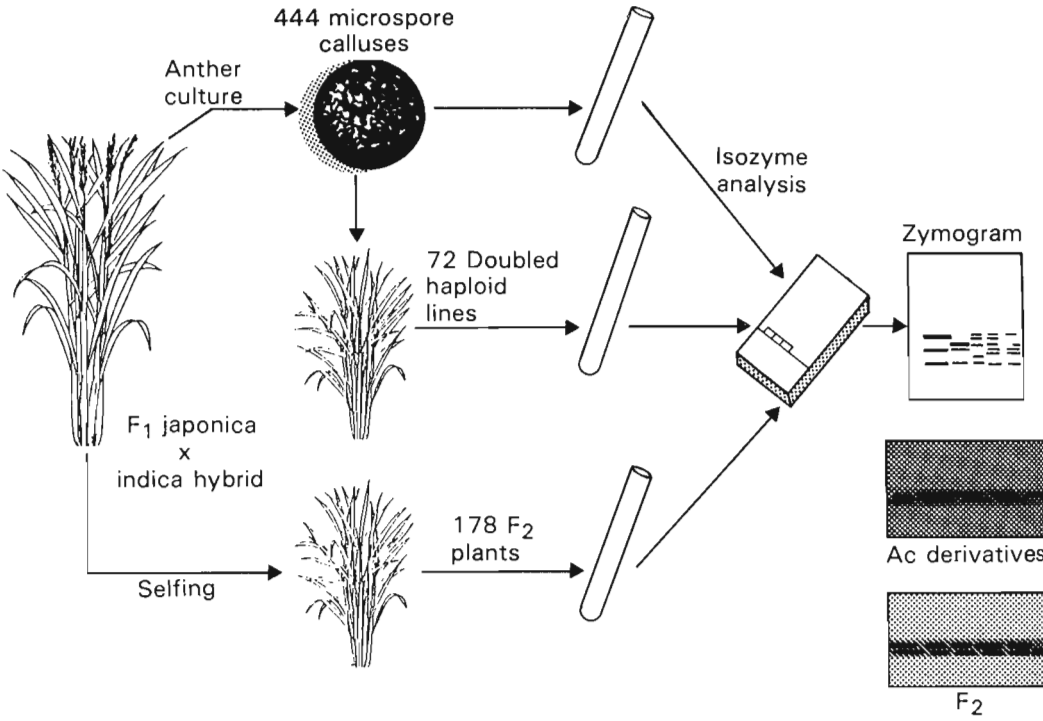 444 microspore
calluses
Anther
culture
Isozyme
analysis
Zymogram
72 Doubled
haploid
lines
F₁ japonica
x
indica hybrid
178 F₂
plants
Selfing
Ac derivatives
F₂